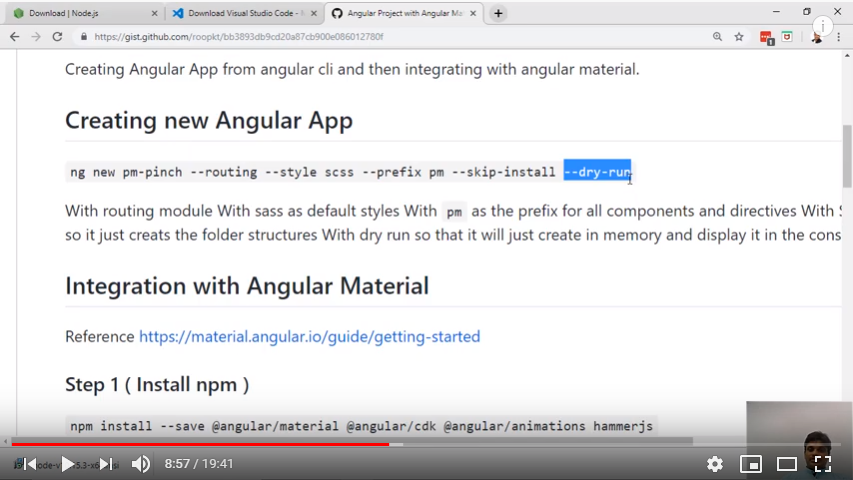 Download | Node.js
Download Visual Studio Code - M
Angular Project with Angular Mat
https://gist.github.com/roopkt/bb3893db9cd20a87cb900e086012780f
Creating Angular App from angular cli and then integrating with angular material.
Creating new Angular App
ng new pm-pinch --routing --style scss --prefix pm --skip-install --dry-run
With routing module With sass as default styles With pm as the prefix for all components and directives With S
so it just creats the folder structures With dry run so that it will just create in memory and display it in the cons
Integration with Angular Material
Reference https://material.angular.io/guide/getting-started
Step 1 ( Install npm )
npm install --save @angular/material @angular/cdk @angular/animations hammerjs
8:57 / 19:41